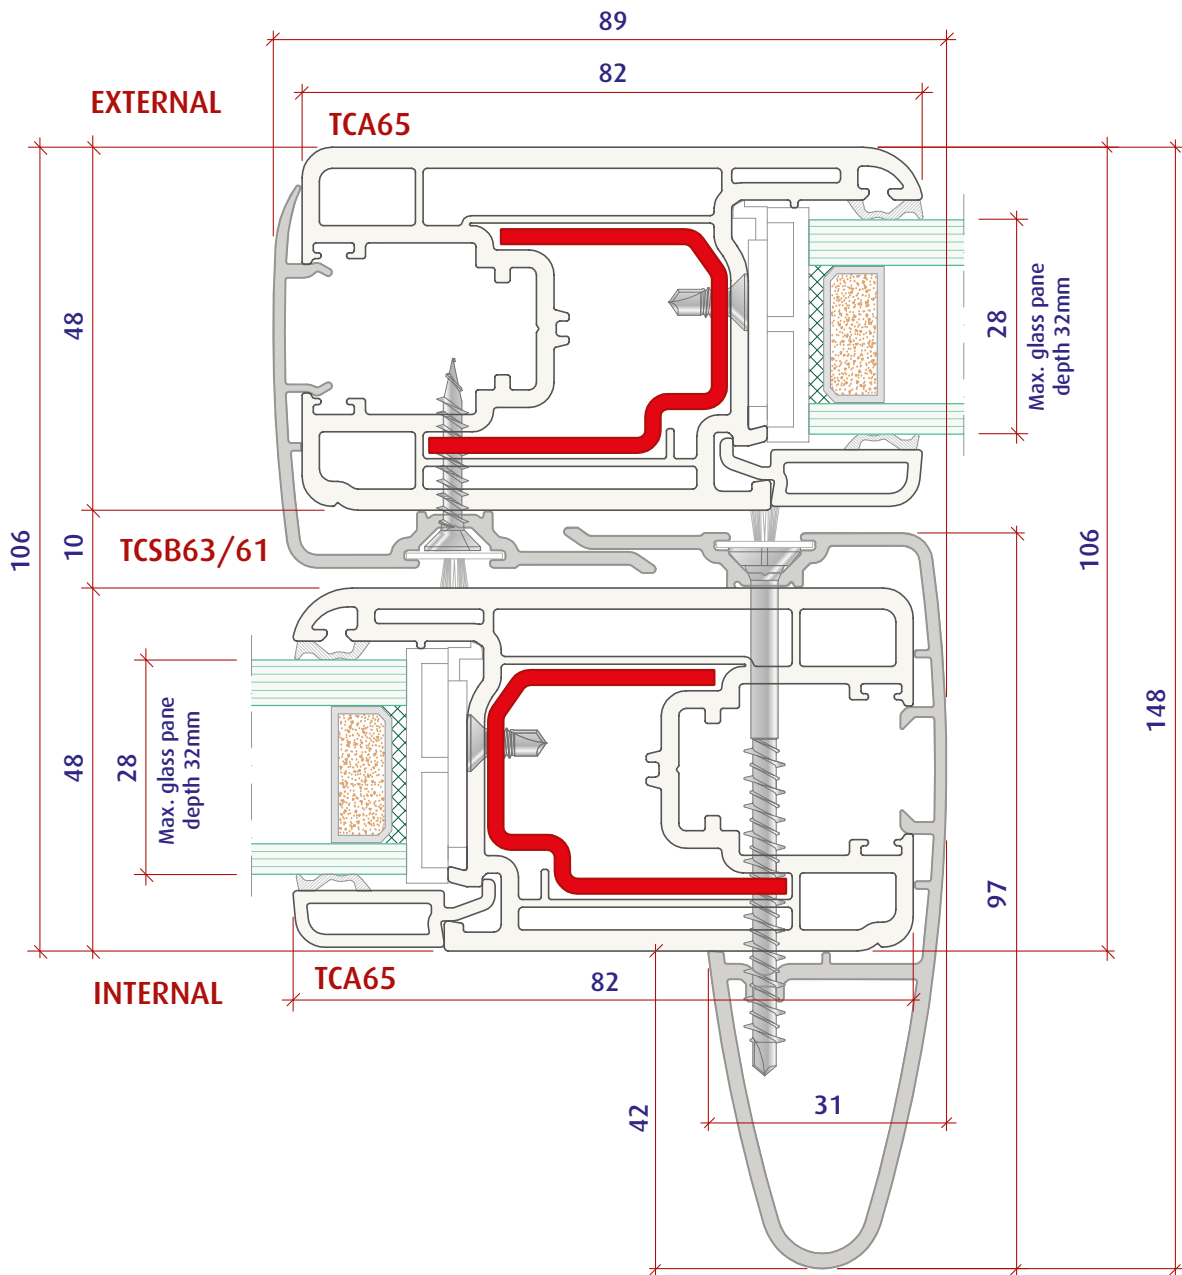 89
82
EXTERNAL
TCA65
48
28
Max. glass pane
depth 32mm
106
10
TCSB63/61
106
148
48
28
Max. glass pane
depth 32mm
97
INTERNAL
TCA65
82
42
31